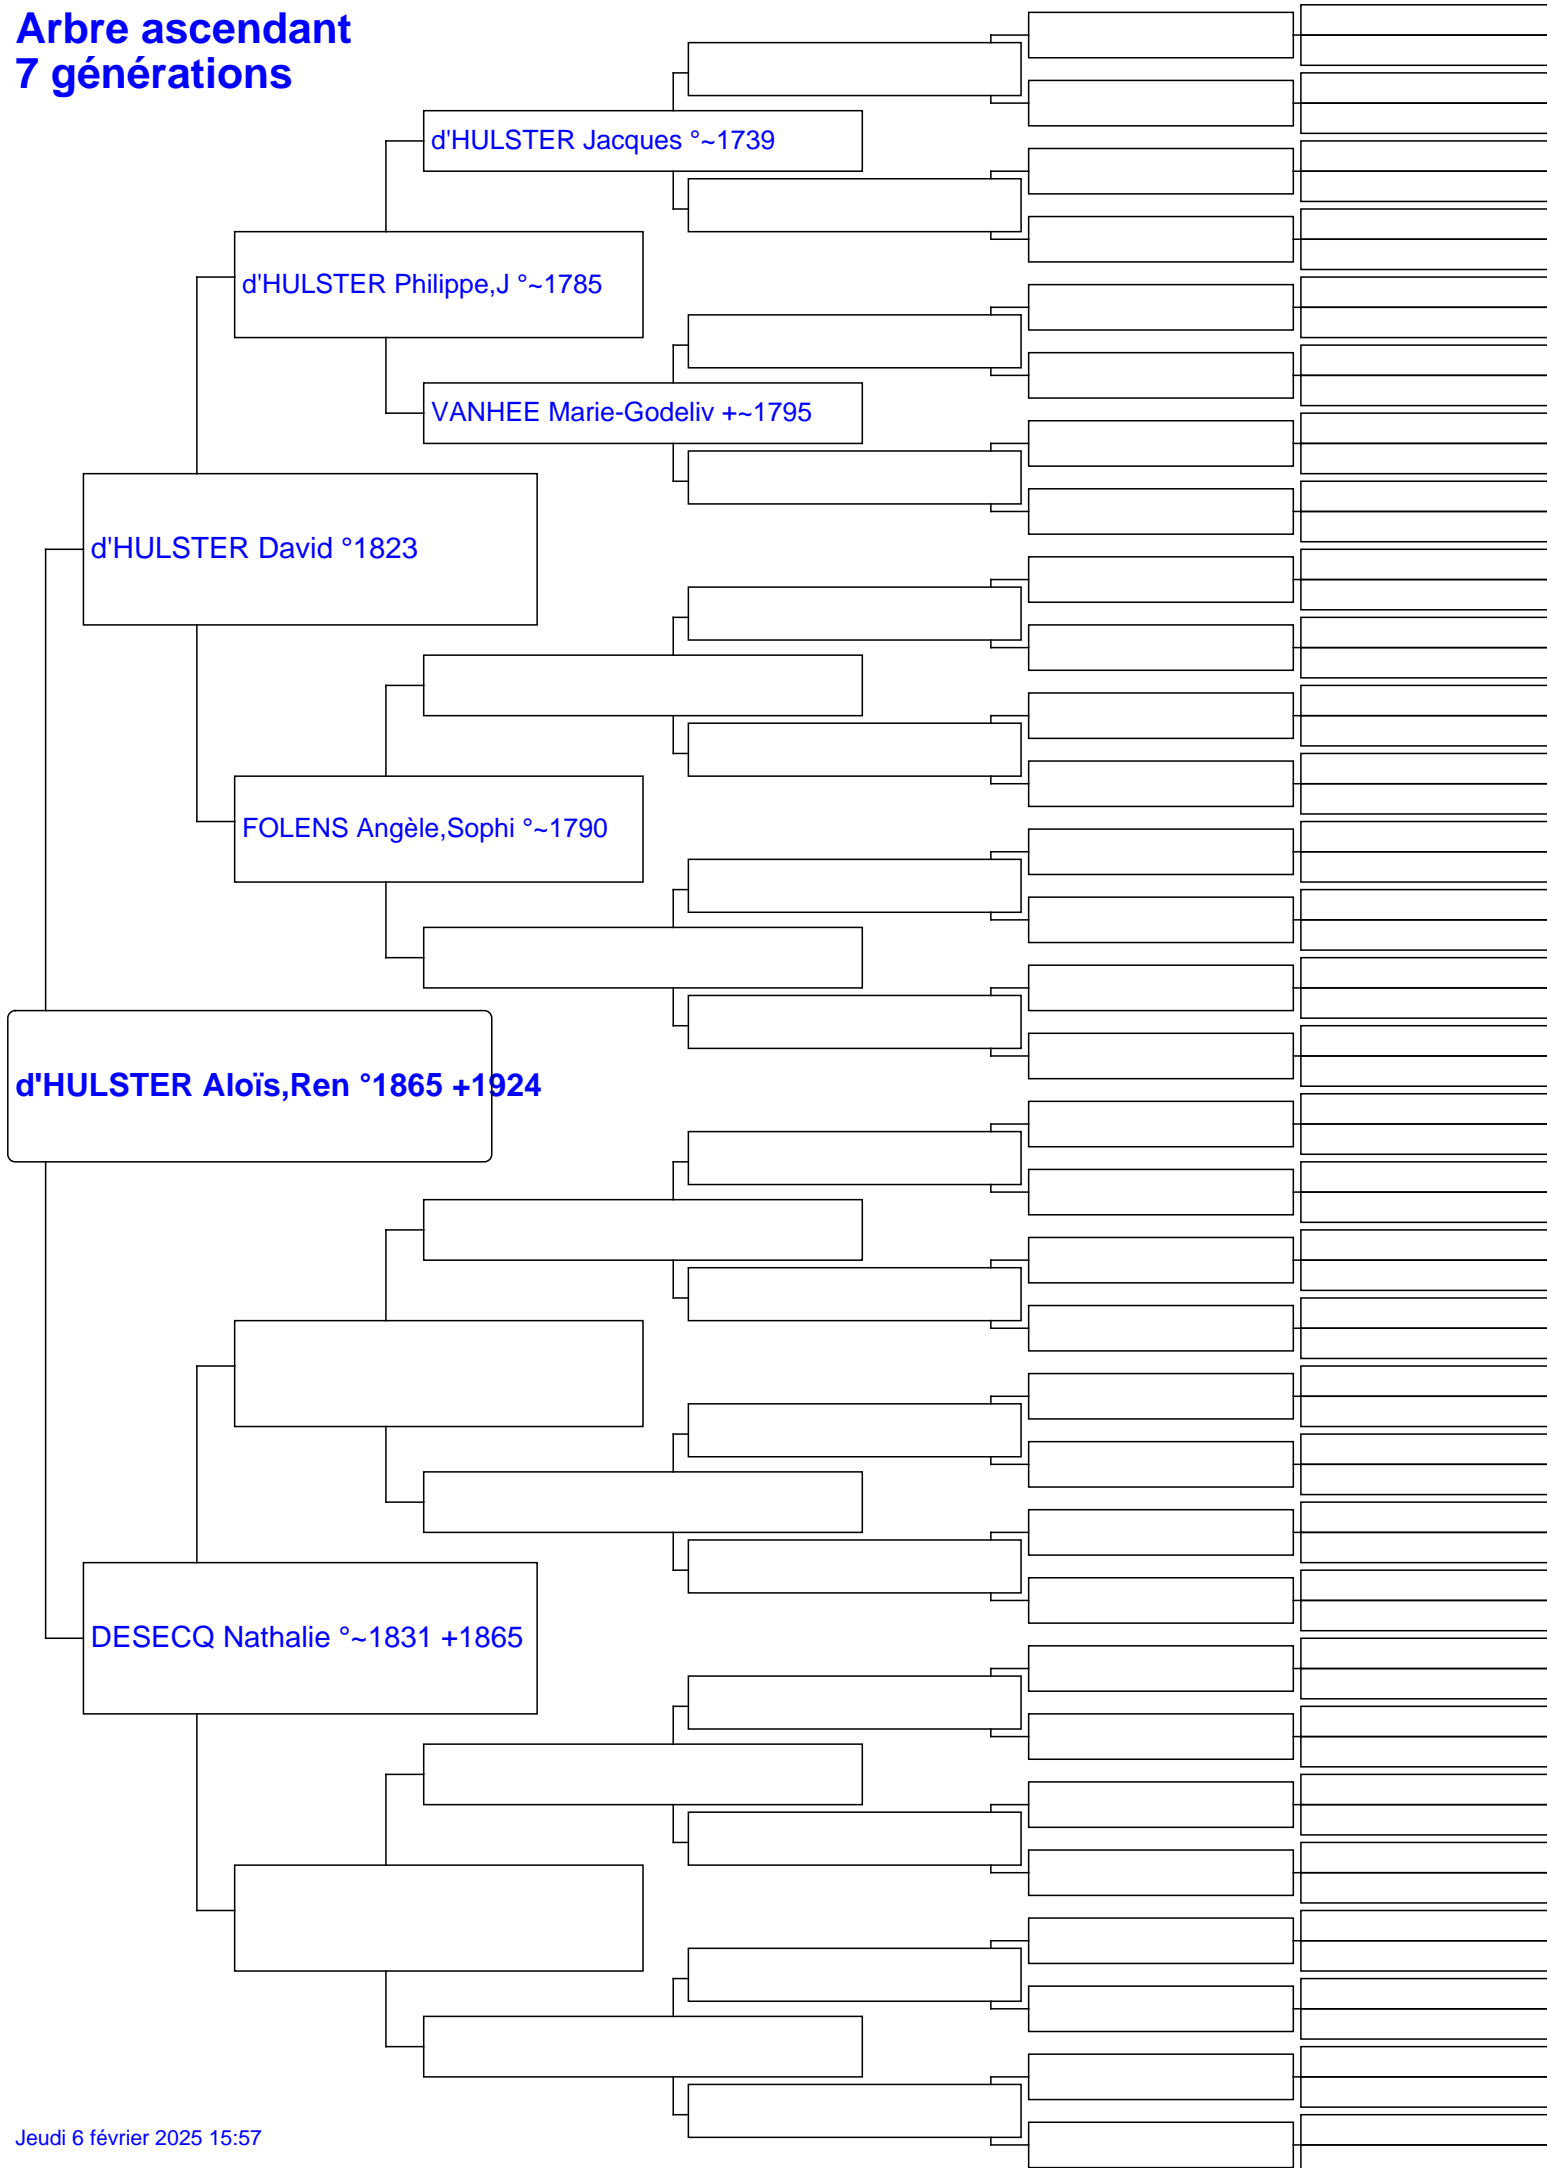 Arbre ascendant
7 générations
d'HULSTER Jacques °~1739
d'HULSTER Philippe,J °~1785
VANHEE Marie-Godeliv +~1795
d'HULSTER David °1823
FOLENS Angèle,Sophi °~1790
d'HULSTER Aloïs,Ren °1865 +1924
DESECQ Nathalie °~1831 +1865
Jeudi 6 février 2025 15:57